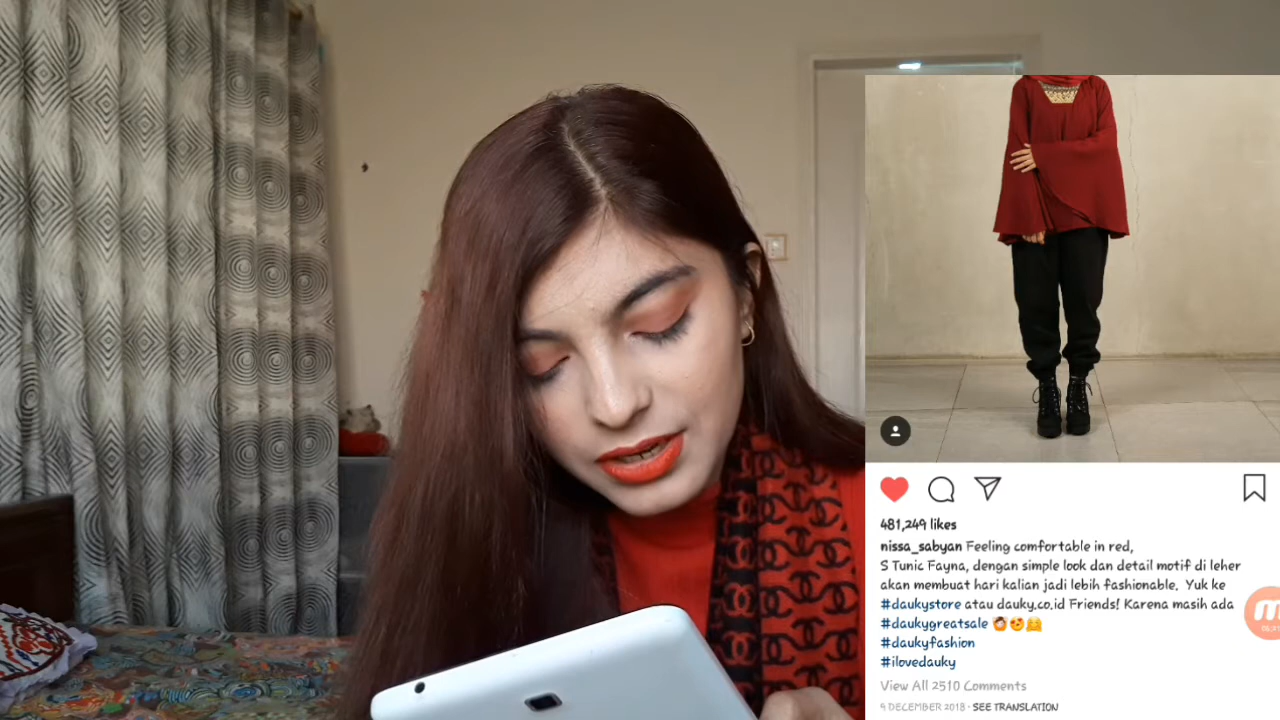 481,249 likes
nissa_sabyan Feeling comfortable in red,
S Tunic Fayna, dengan simple look dan detail motif di leher
akan membuat hari kalian jadi lebih fashionable. Yuk ke
#daukystore atau dauky.co.id Friends! Karena masih ada
#daukygreatsale 🙆😍🤗
#daukyfashion
#ilovedauky
View All 2510 Comments
9 DECEMBER 2018 · SEE TRANSLATION